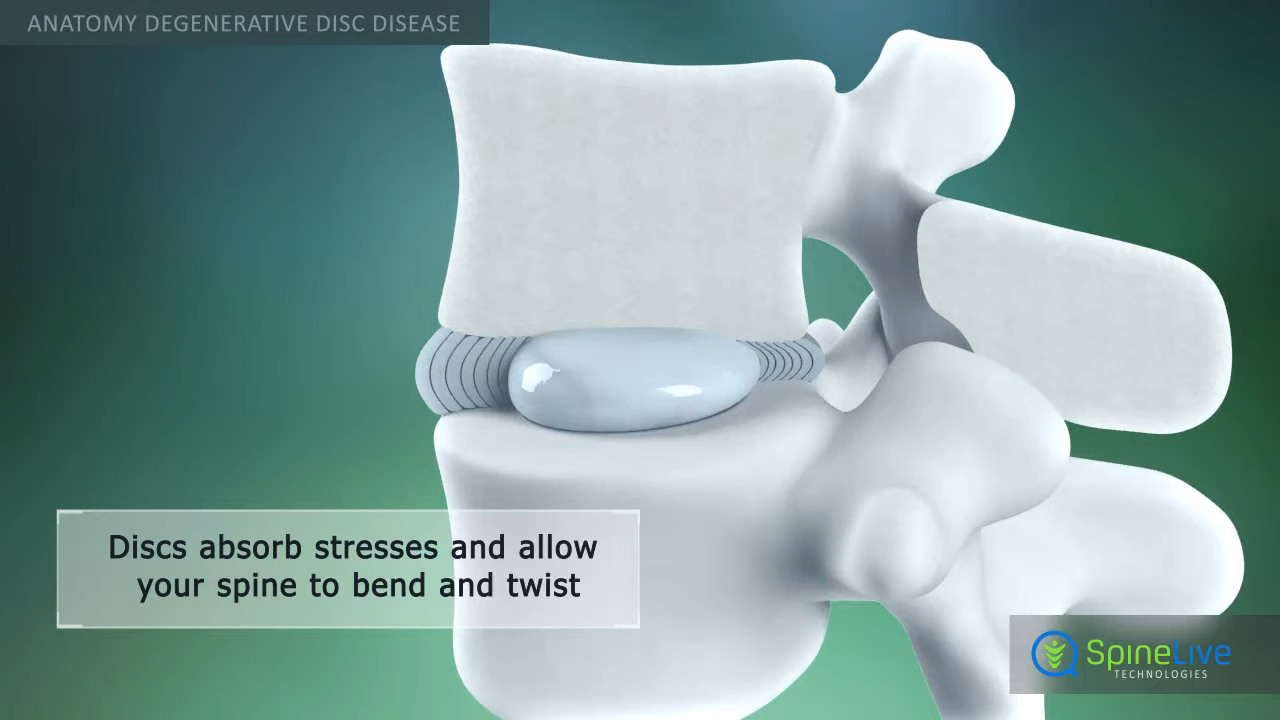 ANATOMY DEGENERATIVE DISC DISEASE
Discs absorb stresses and allow
your spine to bend and twist
SpineLive
TECHNOLOGIES